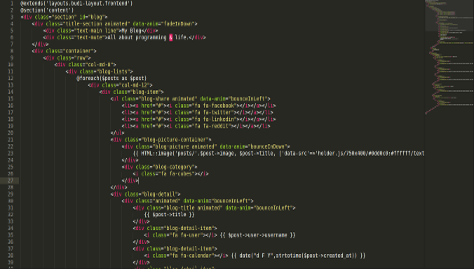 @extends('layouts.budi-layout.frontend')
@section('content')
<div class="section" id="blog">
<div class="title-section animated" data-anim="fadeInDown">
<div class="text-main line">My Blog</div>
<div class="text-mute">All about programming & life.</div>
</div>
<div class="container">
<div class="row">
<div class="col-md-8">
<div class="blog-lists">
@foreach($posts as $post)
<div class="col-md-12">
<div class="blog-item">
<ul class="blog-share animated" data-anim="bounceInLeft">
<li><a href="#"><i class="fa fa-facebook"></i></a></li>
<li><a href="#"><i class="fa fa-twitter"></i></a></li>
<li><a href="#"><i class="fa fa-linkedin"></i></a></li>
<li><a href="#"><i class="fa fa-reddit"></i></a></li>
</ul>
<div class="blog-picture-container">
<div class="blog-picture animated" data-anim="bounceInDown">
{{ HTML::image('posts/'.$post->image, $post->title, ['data-src'=>'holder.js/
</div>
<div class="blog-category">
<i class="fa fa-codes"></i>
</div>
</div>
<div class="blog-detail">
<div class="animated" data-anim="bounceInLeft">
<div class="blog-title animated" data-anim="bounceInLeft">
{{ $post->title }}
</div>
<div class="blog-detail-item">
<i class="fa fa-user"></i> {{ $post->user->username }}
</div>
<div class="blog-detail-item">
<i class="fa fa-calendar"></i> {{ date("d F Y",strtotime($post->created_at)) }}
</div>
<div class="blog-detail-item">